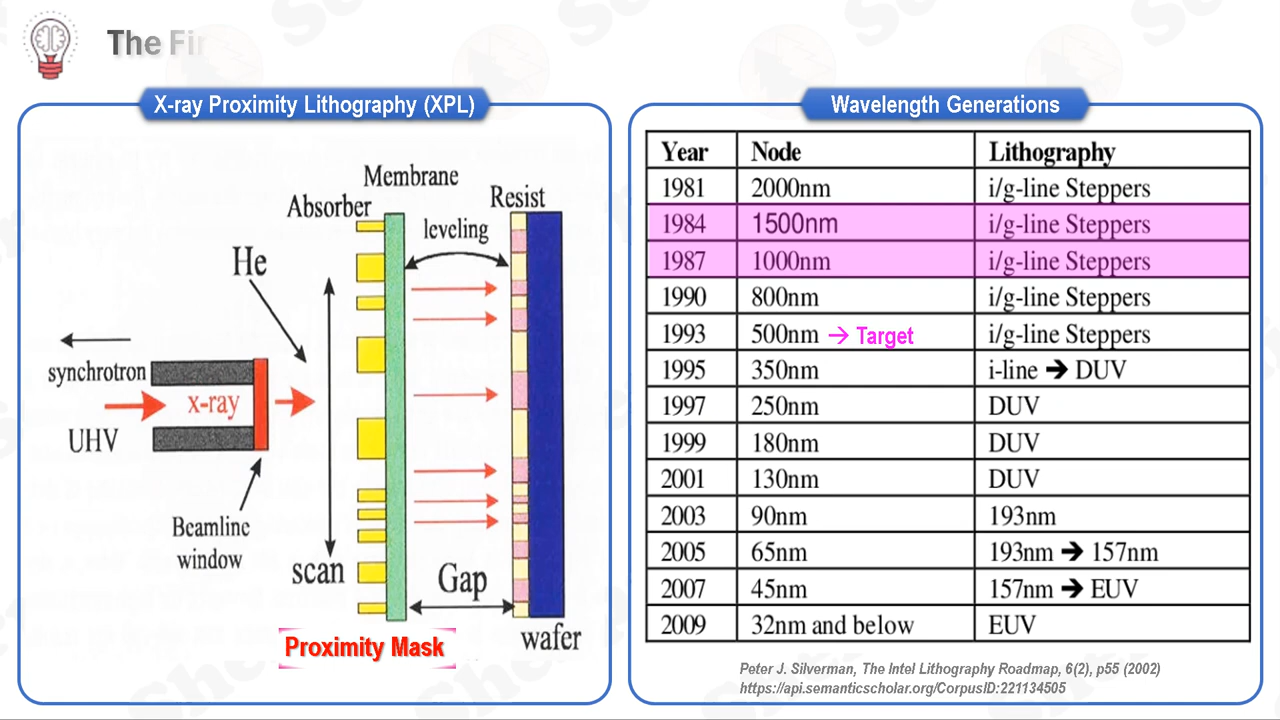 The Fir
X-ray Proximity Lithography (XPL)
Membrane
Absorber
Resist
leveling
He
synchrotron
x-ray
UHV
Beamline
window
scan
Gap
Proximity Mask
wafer
Wavelength Generations
Year Node Lithography
1981 2000nm i/g-line Steppers
1984 1500nm i/g-line Steppers
1987 1000nm i/g-line Steppers
1990 800nm i/g-line Steppers
1993 500nm → Target i/g-line Steppers
1995 350nm i-line ➔ DUV
1997 250nm DUV
1999 180nm DUV
2001 130nm DUV
2003 90nm 193nm
2005 65nm 193nm ➔ 157nm
2007 45nm 157nm ➔ EUV
2009 32nm and below EUV
Peter J. Silverman, The Intel Lithography Roadmap, 6(2), p55 (2002)
https://api.semanticscholar.org/CorpusID:221134505